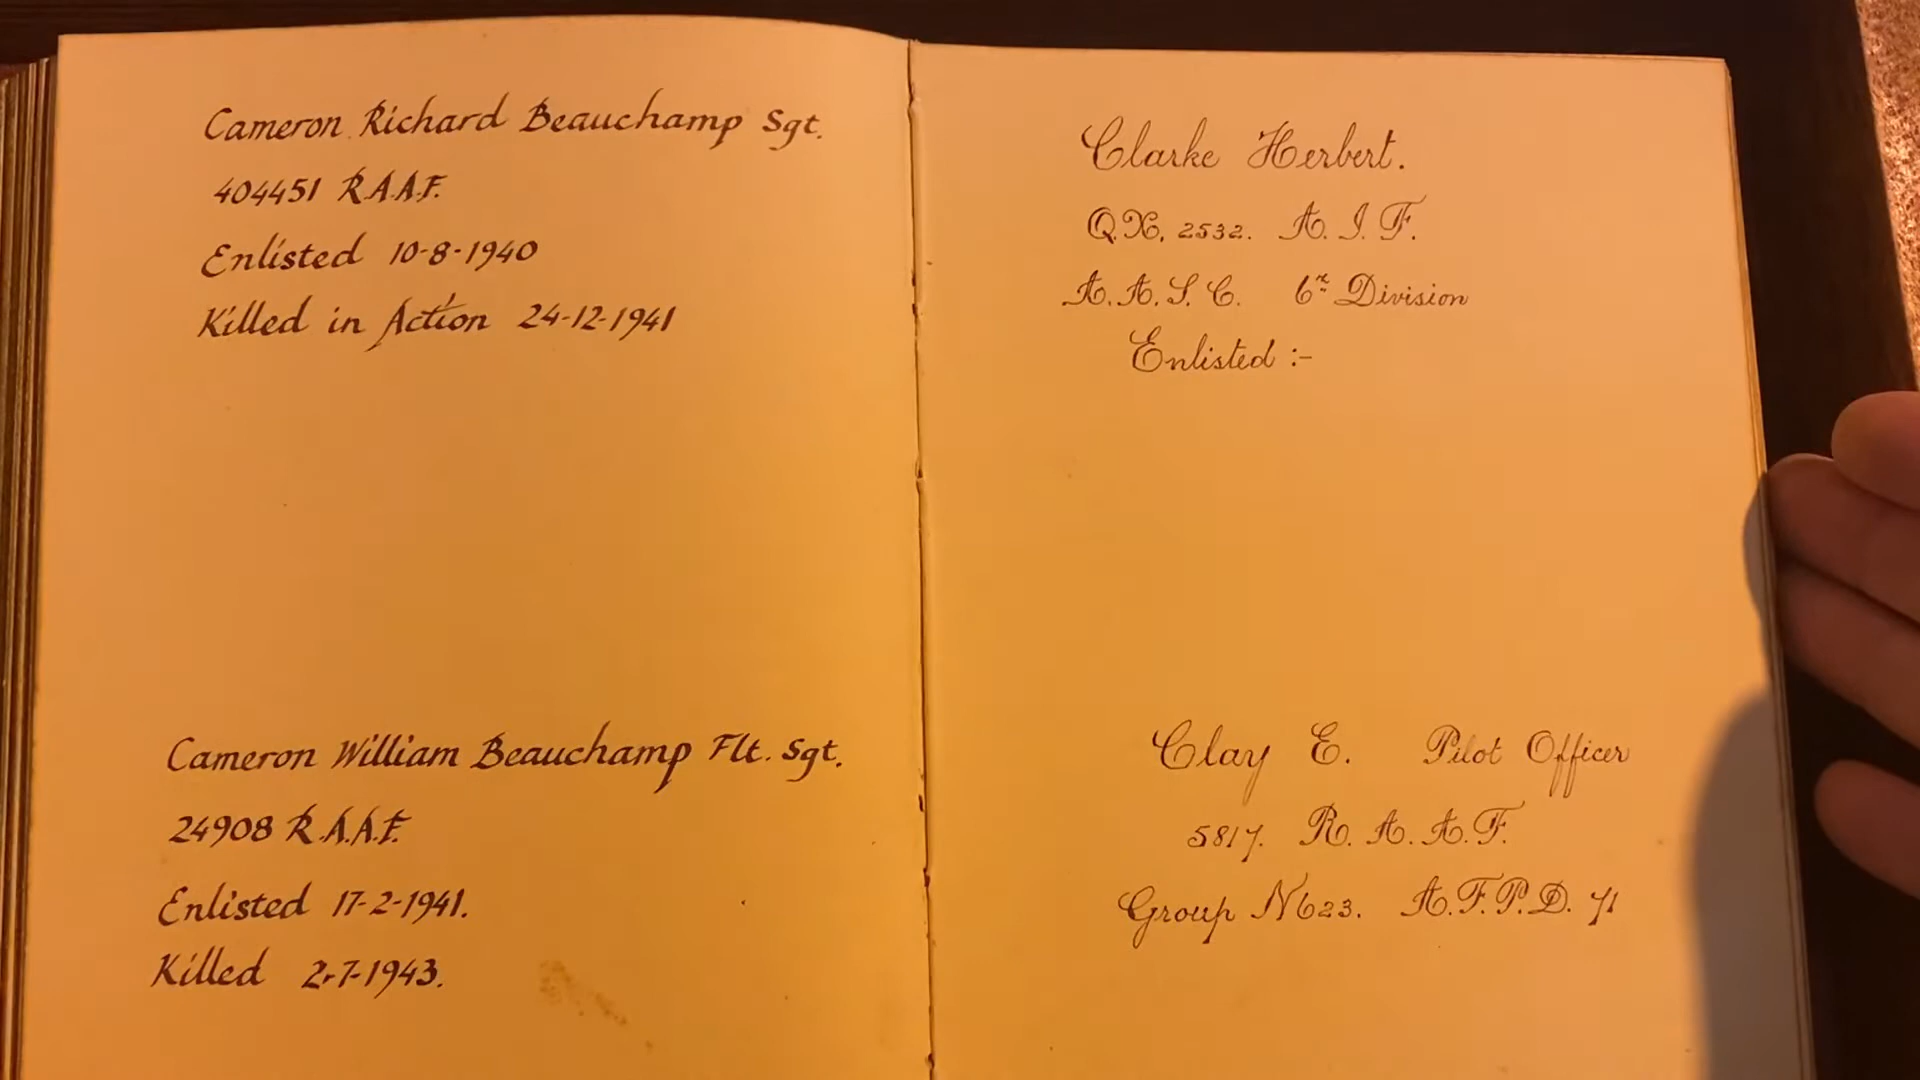 Cameron Richard Beauchamp Sgt.
404451 R.A.A.F.
Enlisted 10-8-1940
Killed in Action 24-12-1941
Cameron William Beauchamp Flt. Sgt.
24908 R.A.A.F.
Enlisted 17-2-1941.
Killed 2-7-1943.
Clarke Herbert.
Q.X. 2532. A. I. F.
A. A. S. C. 6th Division
Enlisted :-
Clay E. Pilot Officer
5817. R. A. A. F.
Group 623. A. F. P. D. 71